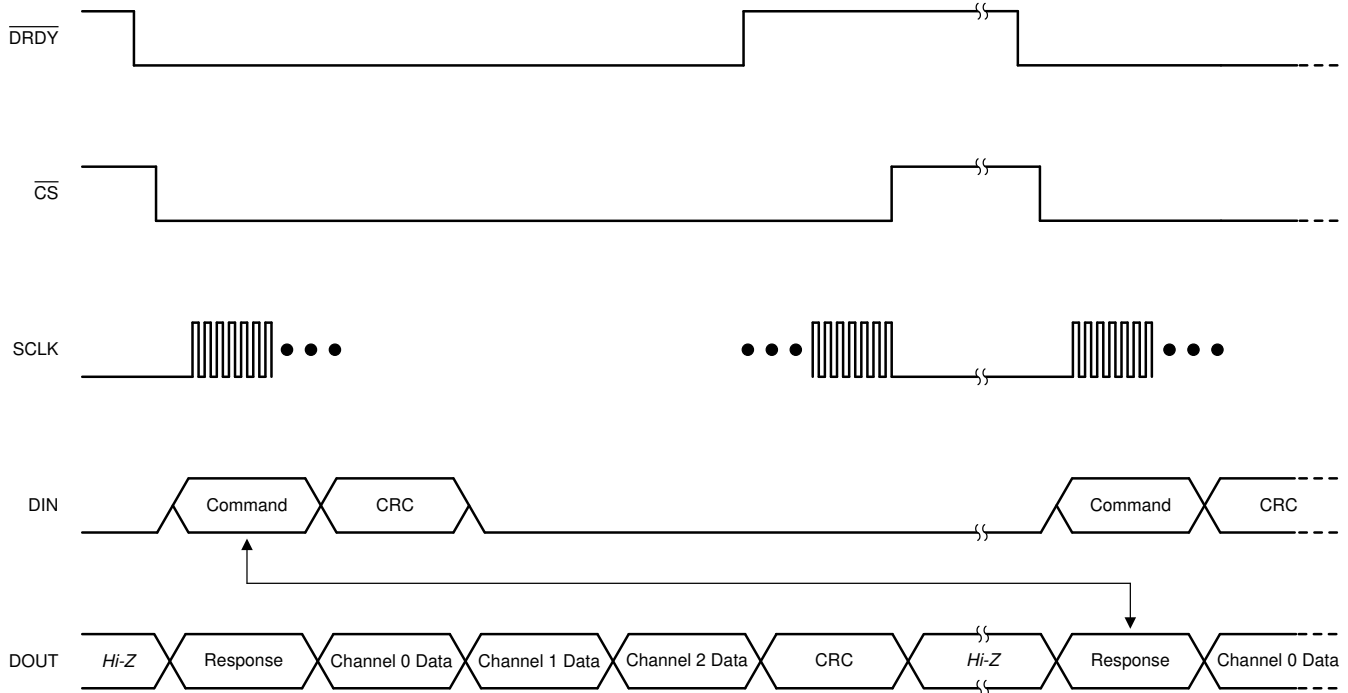 DRDY
CS
SCLK
DIN
Command
CRC
Command
CRC
DOUT
Hi-Z
Response
Channel 0 Data
Channel 1 Data
Channel 2 Data
CRC
Hi-Z
Response
Channel 0 Data